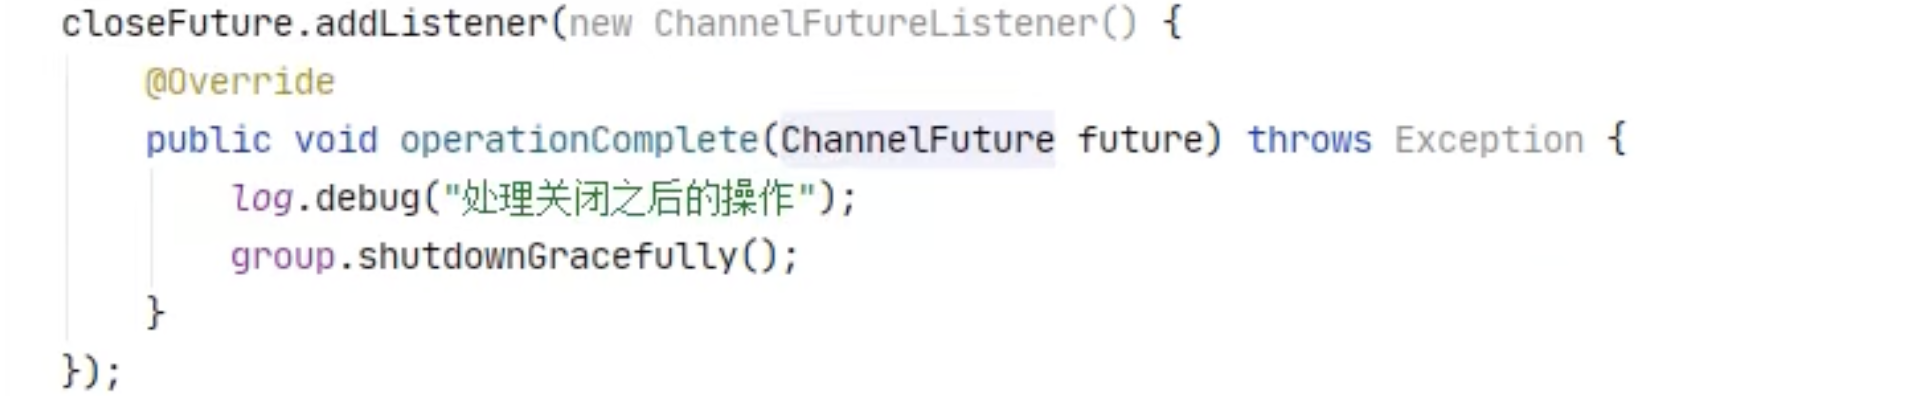 closeFuture.addListener(new ChannelFutureListener() {
@Override
public void operationComplete(ChannelFuture future) throws Exception {
log.debug("处理关闭之后的操作");
group.shutdownGracefully();
}
});